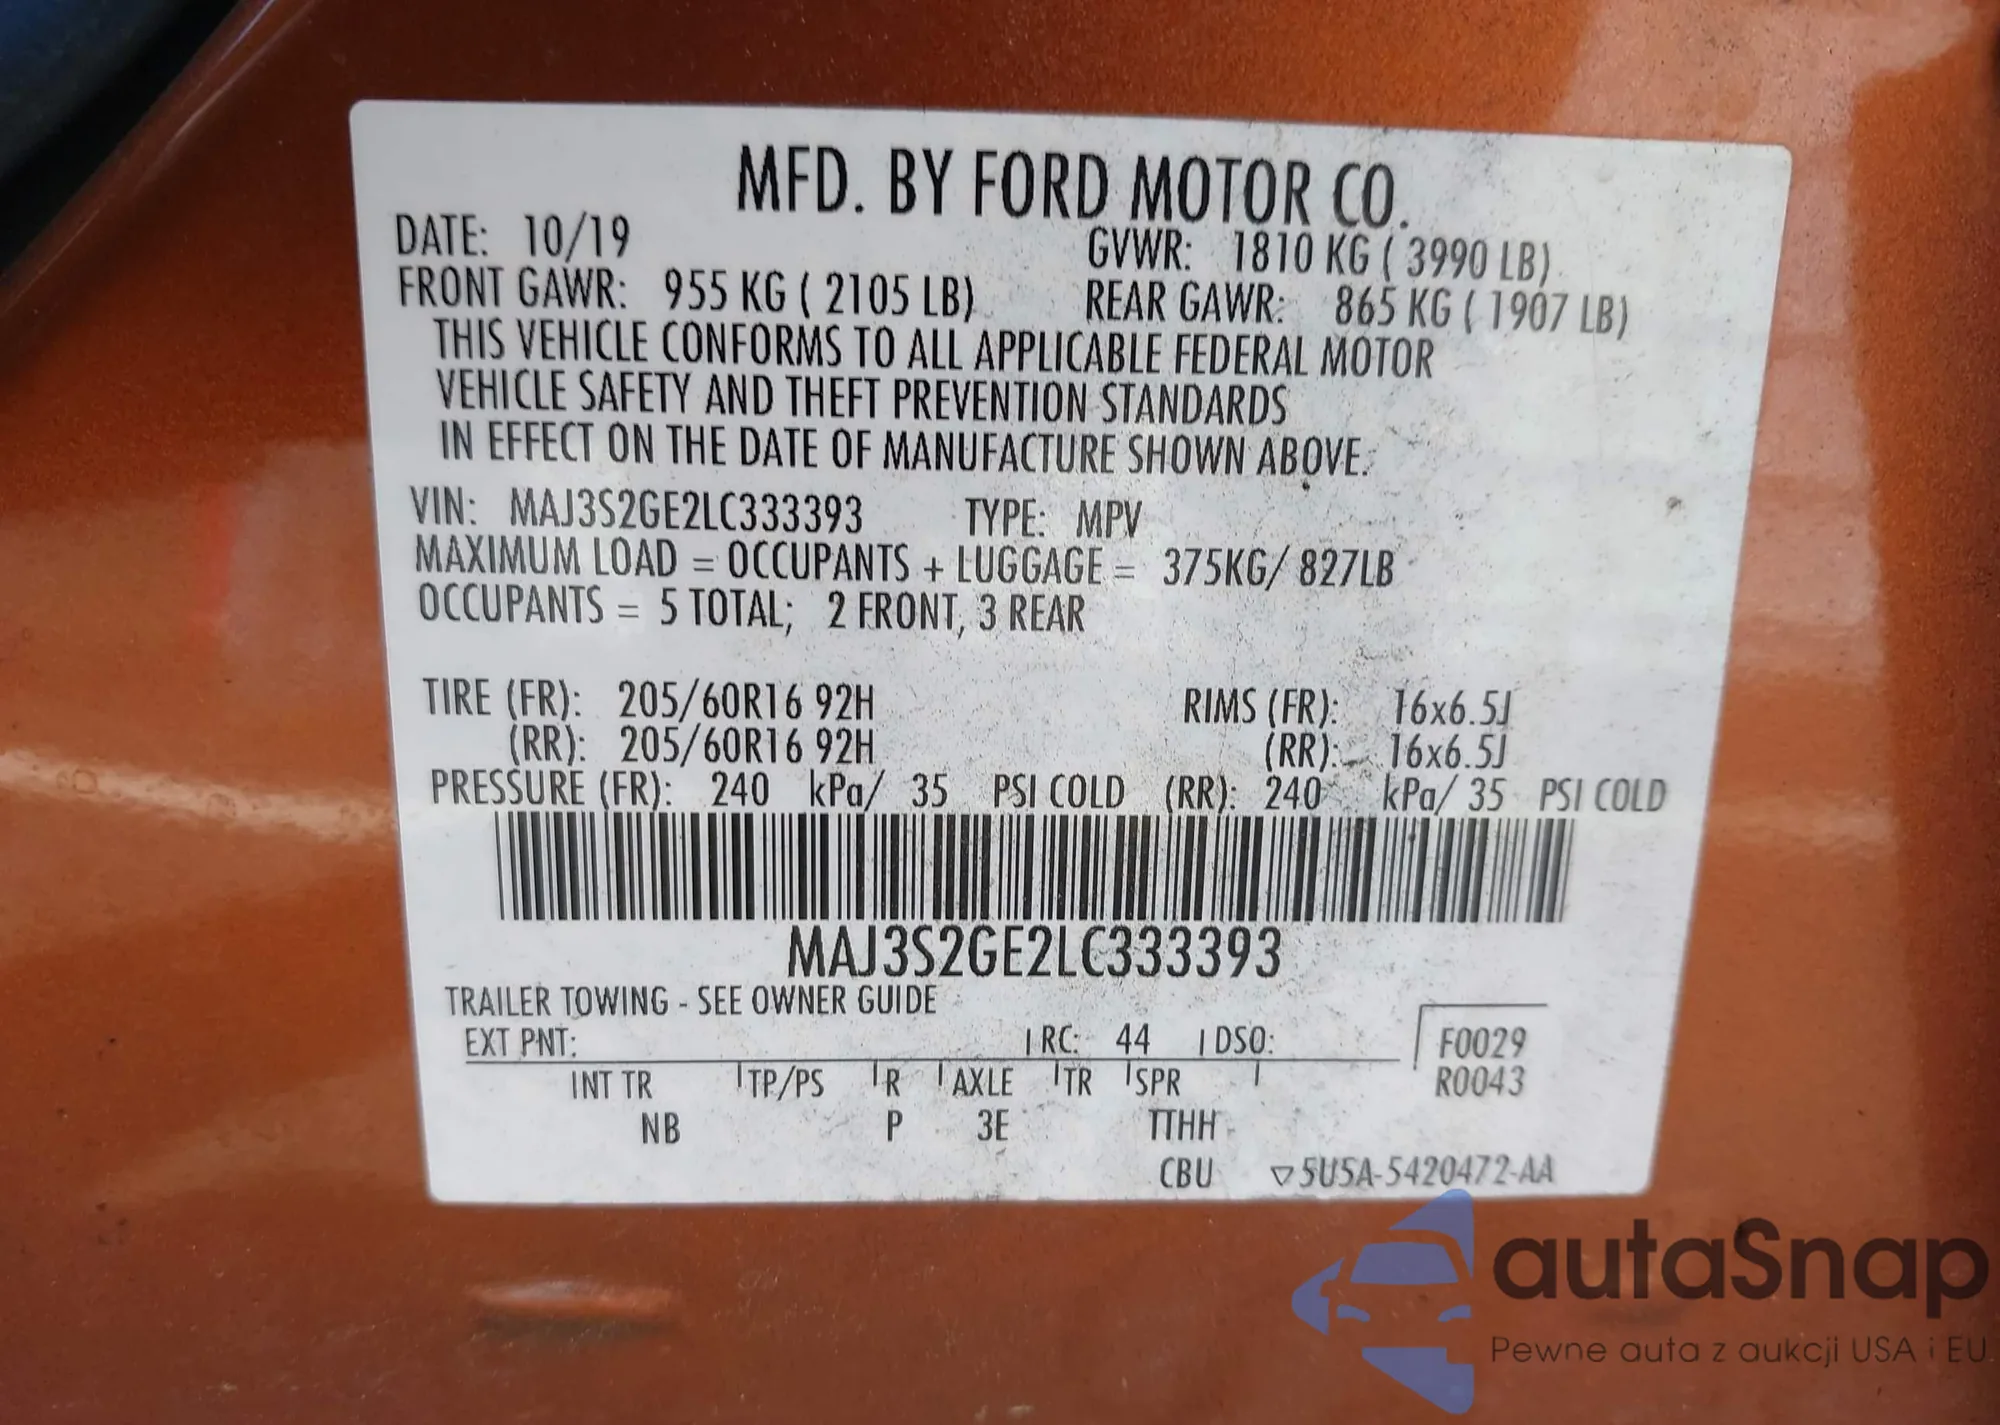 MFD. BY FORD MOTOR CO.
DATE: 10/19 GVWR: 1810 KG ( 3990 LB)
FRONT GAWR: 955 KG ( 2105 LB) REAR GAWR: 865 KG ( 1907 LB)
THIS VEHICLE CONFORMS TO ALL APPLICABLE FEDERAL MOTOR
VEHICLE SAFETY AND THEFT PREVENTION STANDARDS
IN EFFECT ON THE DATE OF MANUFACTURE SHOWN ABOVE.
VIN: MAJ3S2GE2LC333393 TYPE: MPV
MAXIMUM LOAD = OCCUPANTS + LUGGAGE = 375KG/ 827LB
OCCUPANTS = 5 TOTAL; 2 FRONT, 3 REAR
TIRE (FR): 205/60R16 92H RIMS (FR): 16x6.5J
(RR): 205/60R16 92H (RR): 16x6.5J
PRESSURE (FR): 240 kPa/ 35 PSI COLD (RR): 240 kPa/ 35 PSI COLD
MAJ3S2GE2LC333393
TRAILER TOWING - SEE OWNER GUIDE
EXT PNT: RC: 44 DSO: F0029
INT TR TP/PS R AXLE TR SPR R0043
NB P 3E TTHH
CBU ▽5U5A-5420472-AA
autaSnap
Pewne auta z aukcji USA i EU